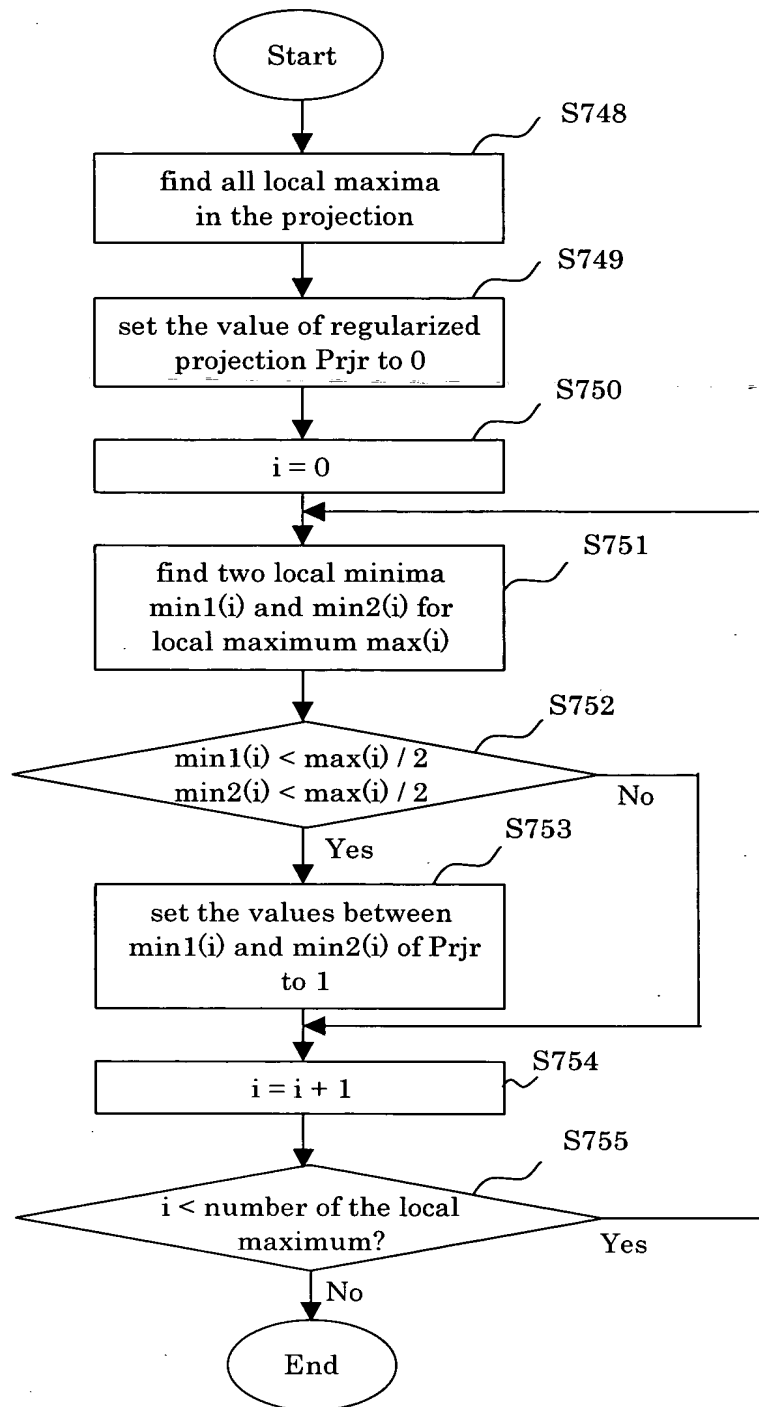 Start
S748
find all local maxima
in the projection
S749
set the value of regularized
projection Prjr to 0
S750
i = 0
S751
find two local minima
min1(i) and min2(i) for
local maximum max(i)
S752
min1(i) < max(i) / 2
min2(i) < max(i) / 2
No
Yes
S753
set the values between
min1(i) and min2(i) of Prjr
to 1
S754
i = i + 1
S755
i < number of the local
maximum?
Yes
No
End